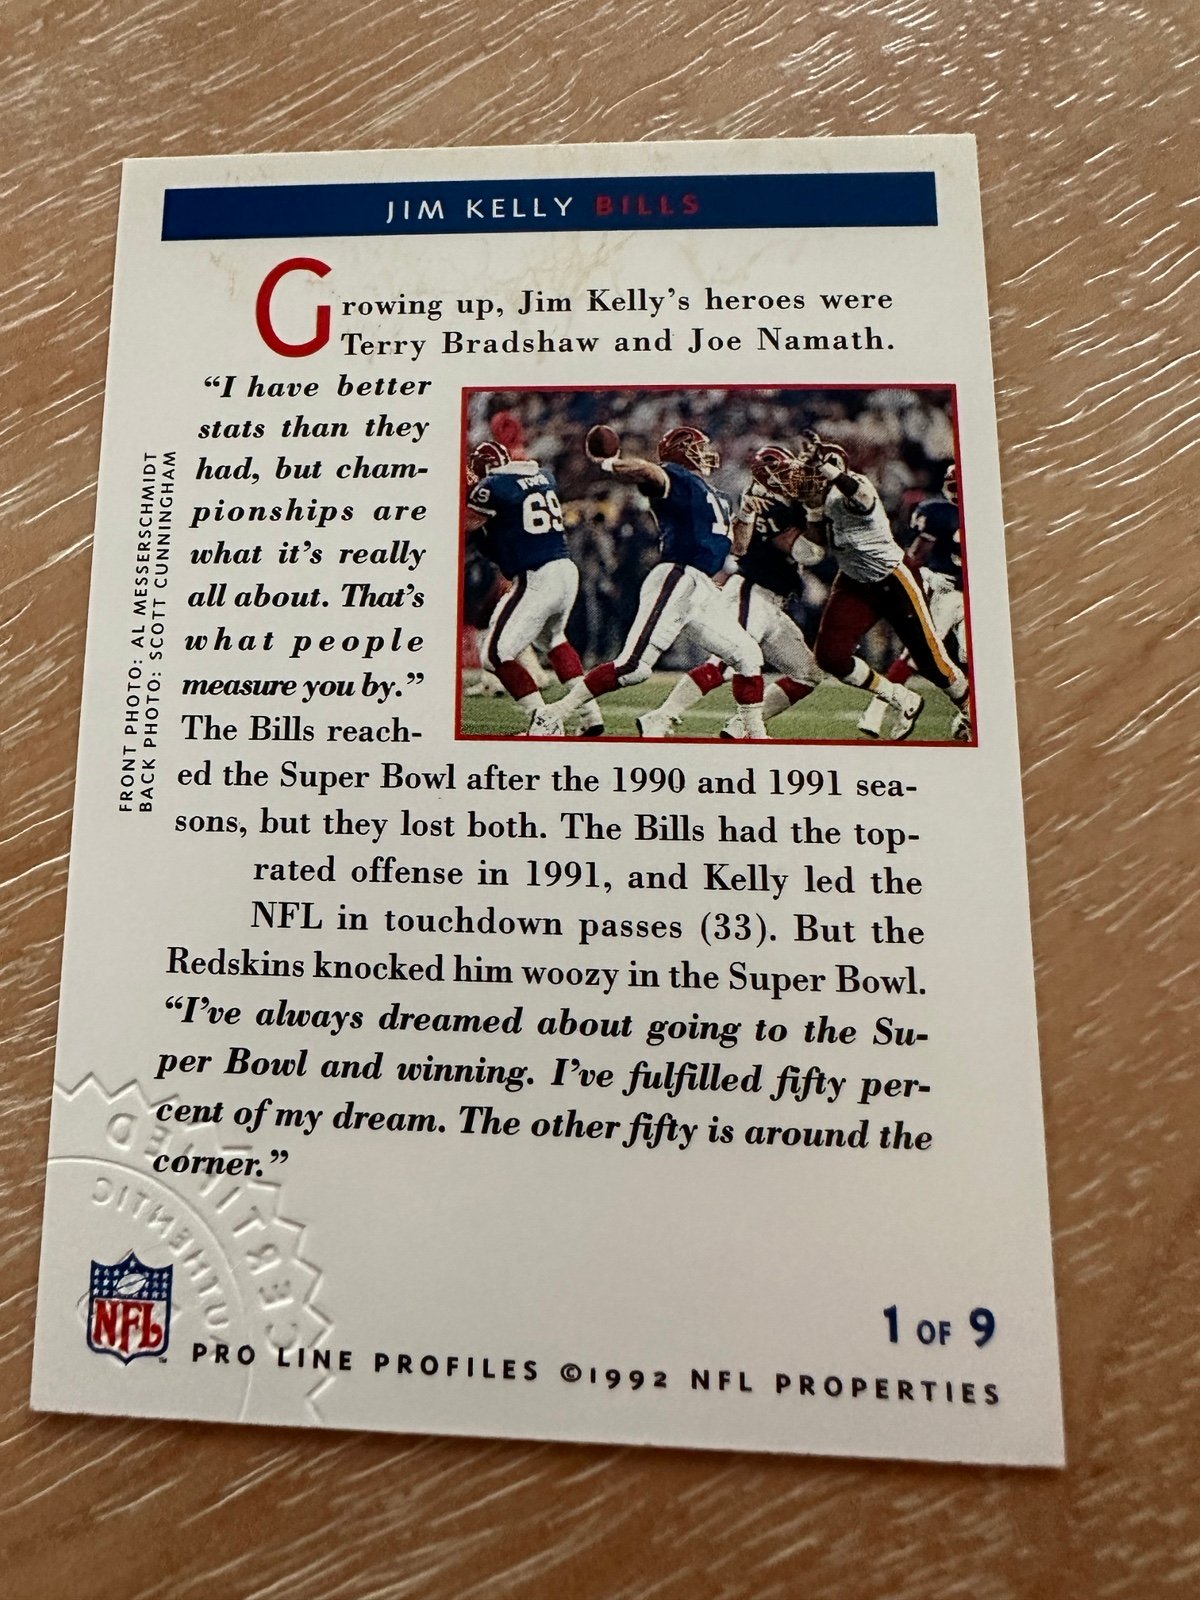 JIM KELLY BILLS
Growing up, Jim Kelly's heroes were
Terry Bradshaw and Joe Namath.
“I have better
stats than they
had, but cham-
pionships are
what it's really
all about. That's
what people
measure you by.”
The Bills reach-
ed the Super Bowl after the 1990 and 1991 sea-
sons, but they lost both. The Bills had the top-
rated offense in 1991, and Kelly led the
NFL in touchdown passes (33). But the
Redskins knocked him woozy in the Super Bowl.
“I've always dreamed about going to the Su-
per Bowl and winning. I've fulfilled fifty per-
cent of my dream. The other fifty is around the
corner.”
FRONT PHOTO: AL MESSERSCHMIDT
BACK PHOTO: SCOTT CUNNINGHAM
69
51
CERTIFIED
AUTHENTIC
1 OF 9
NFL
PRO LINE PROFILES ©1992 NFL PROPERTIES